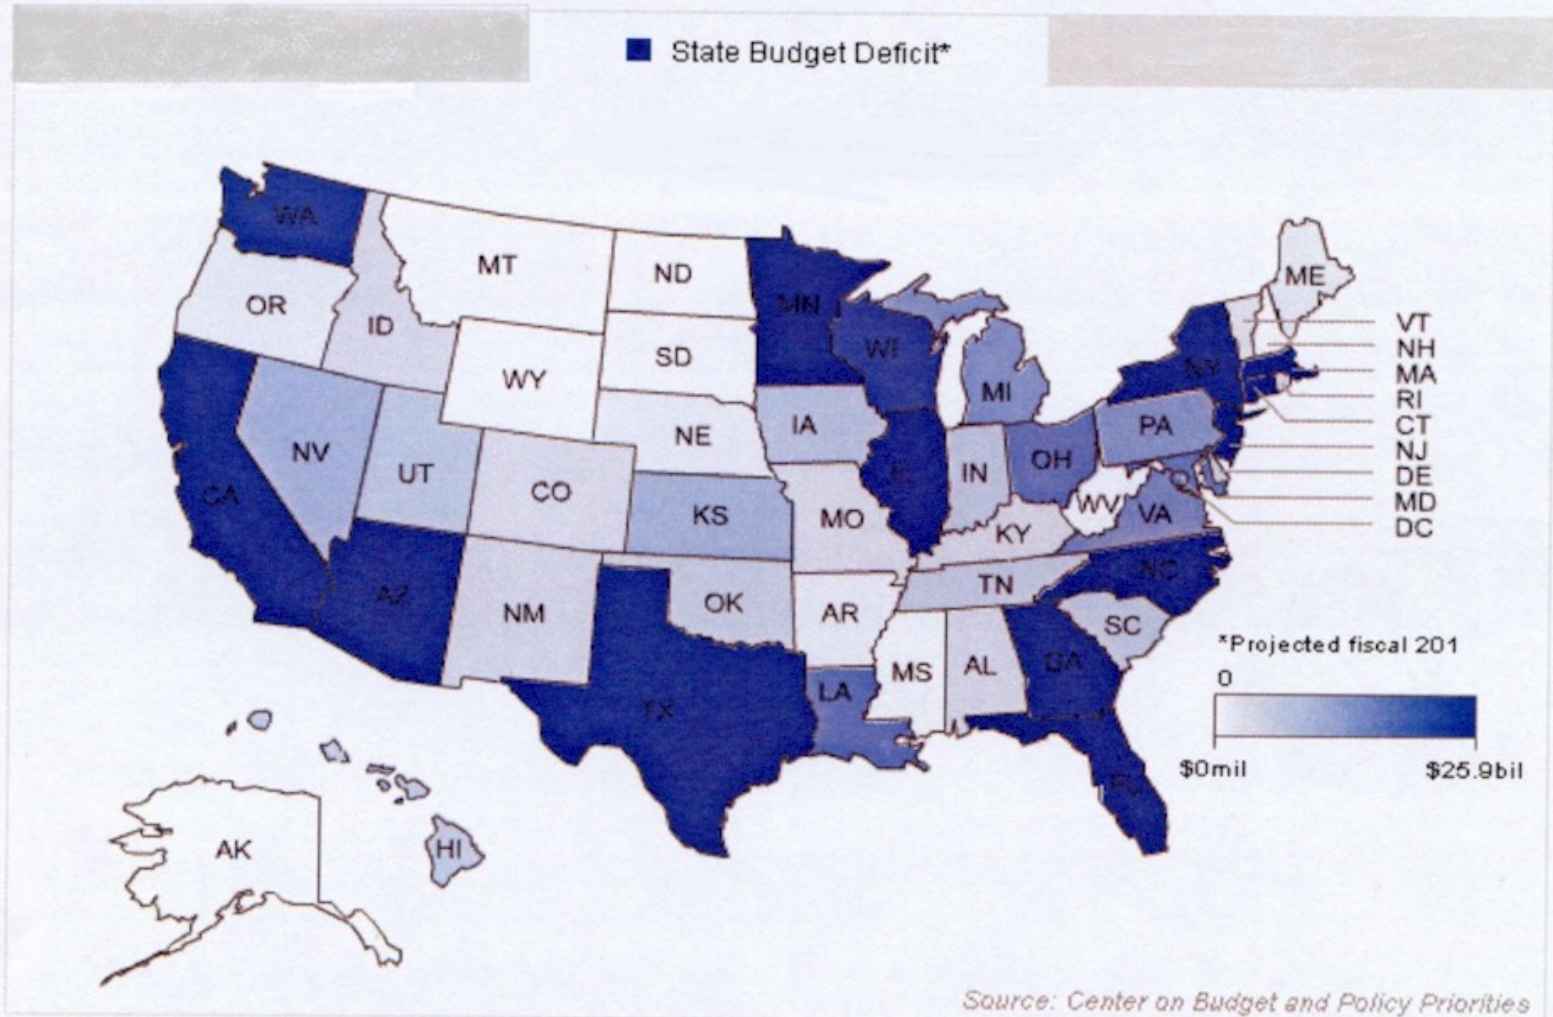 State Budget Deficit*
WA
MT
ND
MN
ME
OR
ID
VT
SD
WI
NH
WY
NY
MA
MI
RI
IA
CT
NE
PA
NV
NJ
UT
OH
IN
IL
DE
CO
CA
MD
KS
MO
WV
VA
DC
KY
NC
TN
AZ
OK
NM
AR
SC
*Projected fiscal 201
GA
AL
MS
0
LA
TX
$0mil
$25.9bil
FL
AK
HI
Source: Center on Budget and Policy Priorities